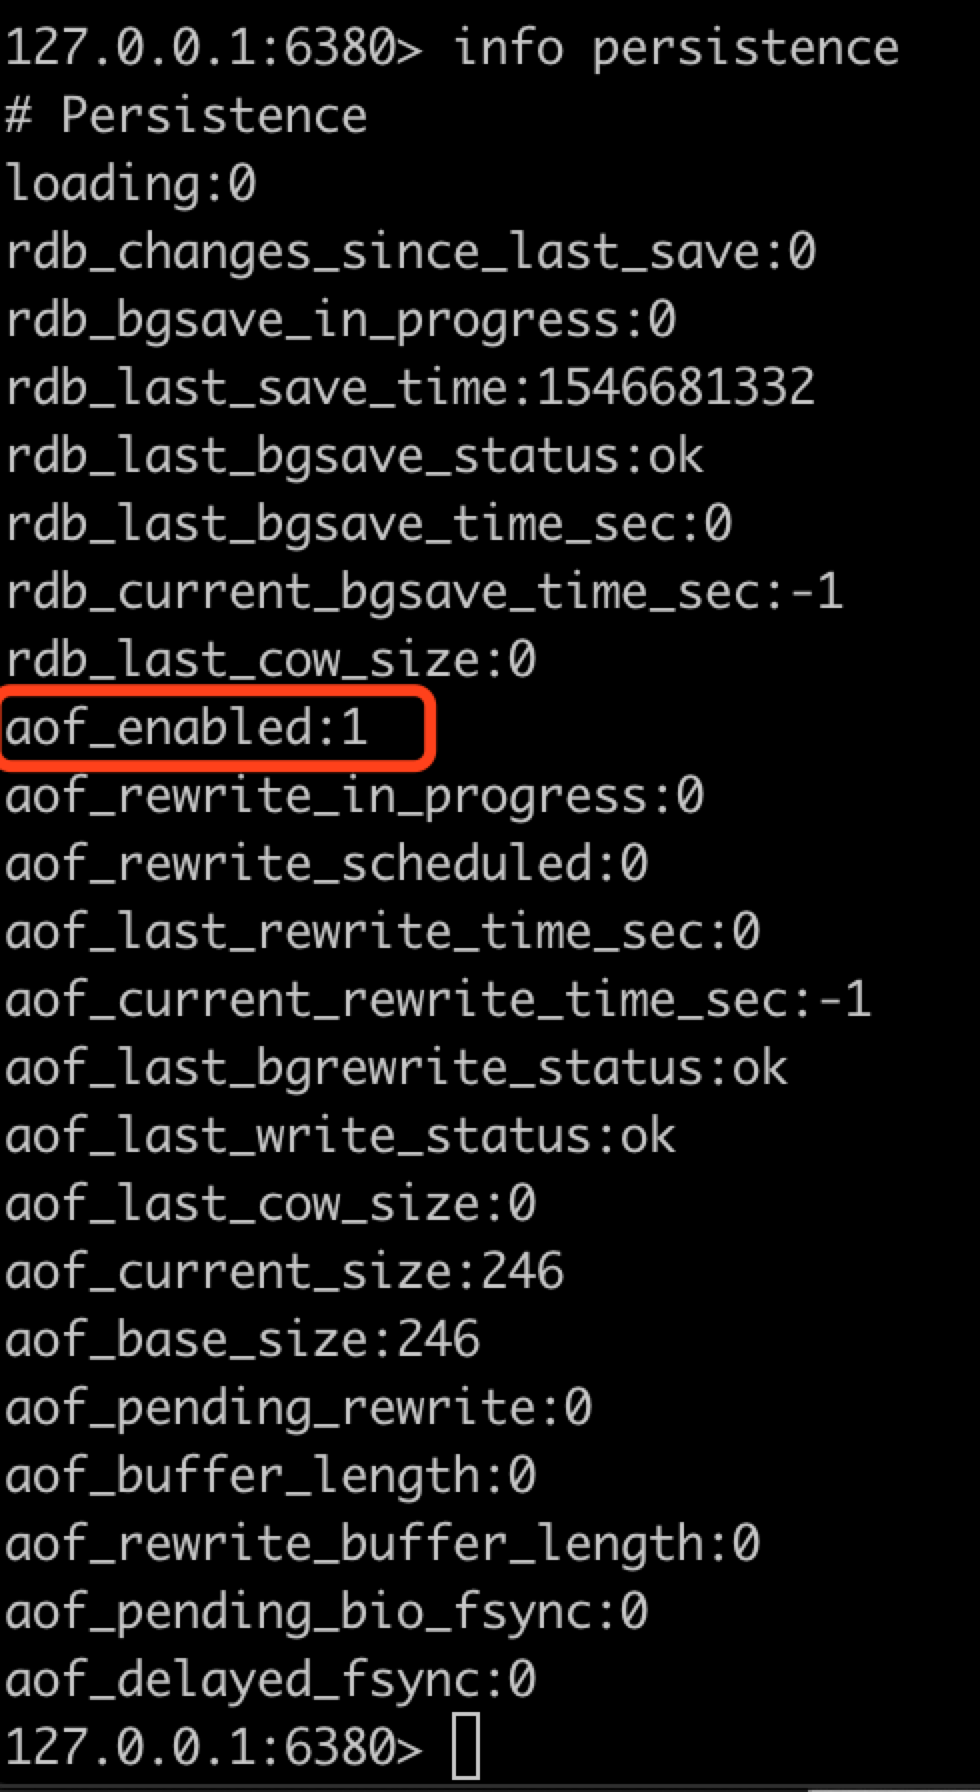 127.0.0.1:6380> info persistence
# Persistence
loading:0
rdb_changes_since_last_save:0
rdb_bgsave_in_progress:0
rdb_last_save_time:1546681332
rdb_last_bgsave_status:ok
rdb_last_bgsave_time_sec:0
rdb_current_bgsave_time_sec:-1
rdb_last_cow_size:0
aof_enabled:1
aof_rewrite_in_progress:0
aof_rewrite_scheduled:0
aof_last_rewrite_time_sec:0
aof_current_rewrite_time_sec:-1
aof_last_bgrewrite_status:ok
aof_last_write_status:ok
aof_last_cow_size:0
aof_current_size:246
aof_base_size:246
aof_pending_rewrite:0
aof_buffer_length:0
aof_rewrite_buffer_length:0
aof_pending_bio_fsync:0
aof_delayed_fsync:0
127.0.0.1:6380>